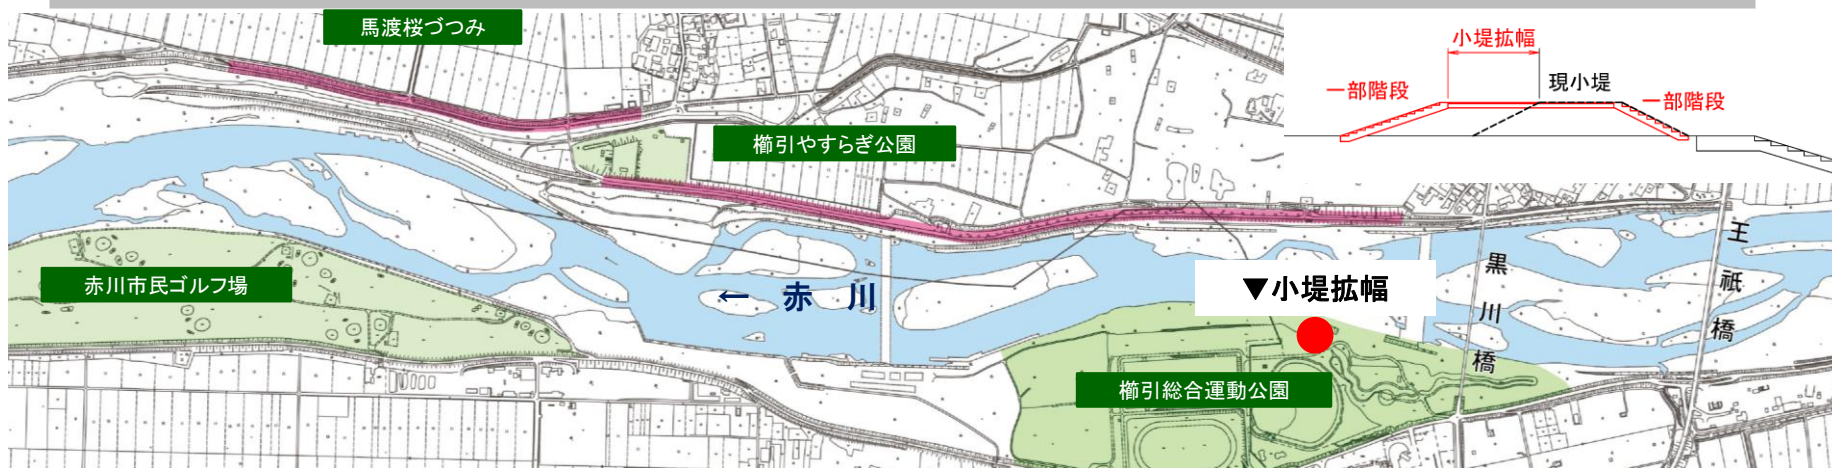 馬渡桜づつみ
小堤拡幅
現小堤
一部階段
一部階段
櫛引やすらぎ公園
赤川市民ゴルフ場
← 赤 川
▼小堤拡幅
黒川橋
王祇橋
櫛引総合運動公園